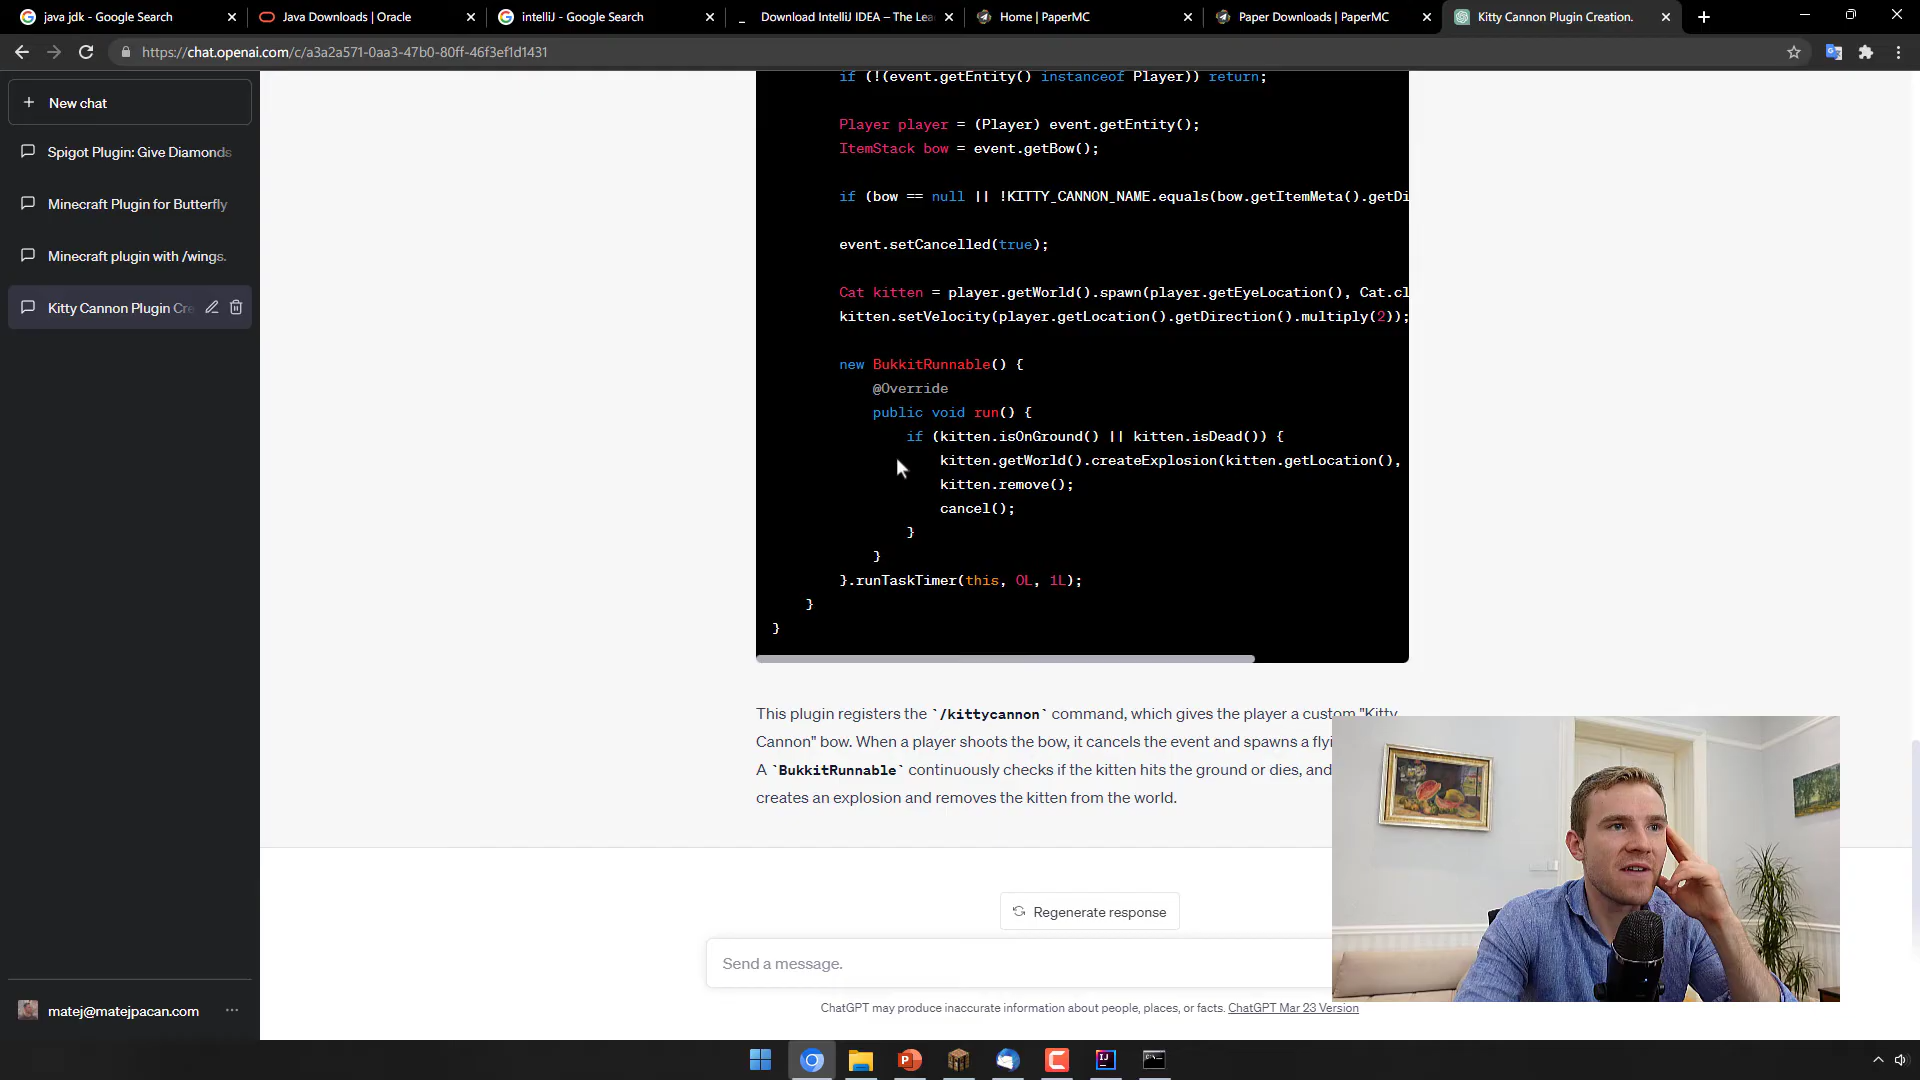 java jdk - Google Search
Java Downloads | Oracle
intelliJ - Google Search
Download IntelliJ IDEA – The Lea
Home | PaperMC
Paper Downloads | PaperMC
Kitty Cannon Plugin Creation.
https://chat.openai.com/c/a3a2a571-0aa3-47b0-80ff-46f3ef1d1431
New chat
Spigot Plugin: Give Diamonds
Minecraft Plugin for Butterfly
Minecraft plugin with /wings.
Kitty Cannon Plugin Cre
matej@matejpacan.com
if (!(event.getEntity() instanceof Player)) return;
Player player = (Player) event.getEntity();
ItemStack bow = event.getBow();
if (bow == null || !KITTY_CANNON_NAME.equals(bow.getItemMeta().getDi
event.setCancelled(true);
Cat kitten = player.getWorld().spawn(player.getEyeLocation(), Cat.cl
kitten.setVelocity(player.getLocation().getDirection().multiply(2));
new BukkitRunnable() {
@Override
public void run() {
if (kitten.isOnGround() || kitten.isDead()) {
kitten.getWorld().createExplosion(kitten.getLocation(),
kitten.remove();
cancel();
}
}
}.runTaskTimer(this, 0L, 1L);
}
}
This plugin registers the `/kittycannon` command, which gives the player a custom "Kitty
Cannon" bow. When a player shoots the bow, it cancels the event and spawns a flyi
A `BukkitRunnable` continuously checks if the kitten hits the ground or dies, and
creates an explosion and removes the kitten from the world.
Regenerate response
Send a message.
ChatGPT may produce inaccurate information about people, places, or facts. ChatGPT Mar 23 Version